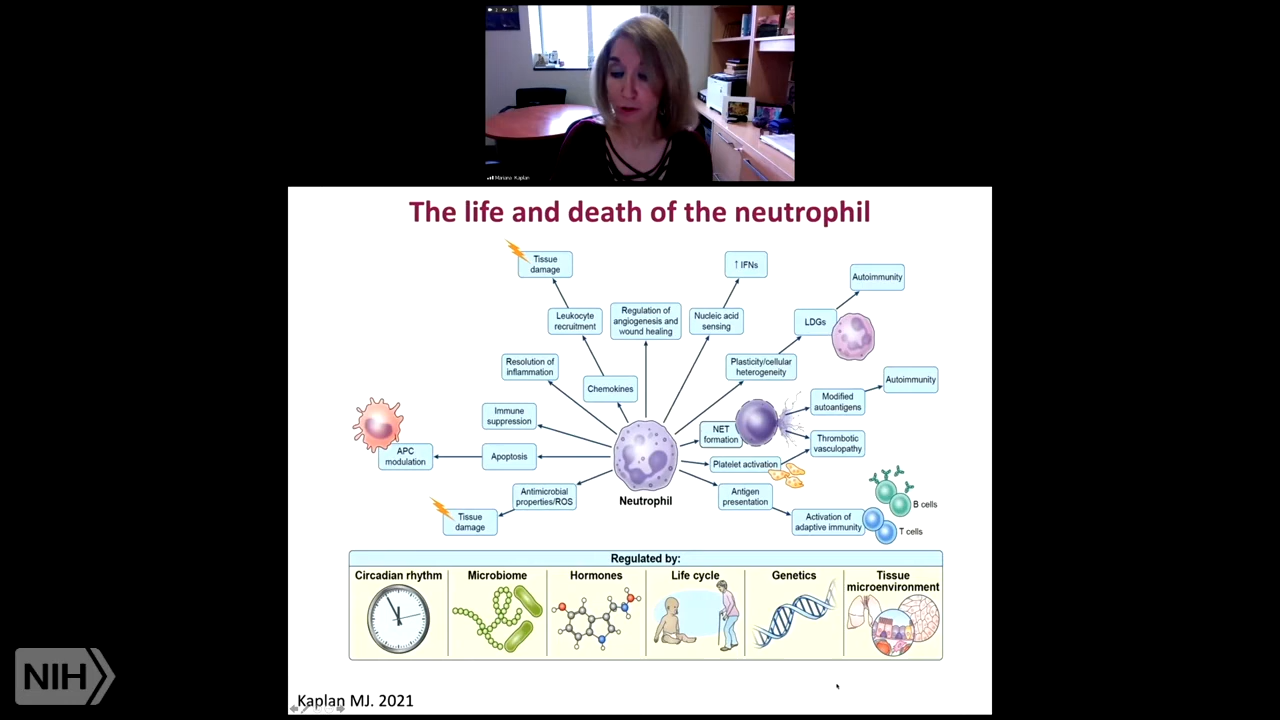 Mariana Kaplan
The life and death of the neutrophil
Tissue
damage
↑ IFNs
Autoimmunity
Leukocyte
recruitment
Regulation of
angiogenesis and
wound healing
Nucleic acid
sensing
LDGs
Resolution of
inflammation
Plasticity/cellular
heterogeneity
Autoimmunity
Chemokines
Modified
autoantigens
Immune
suppression
NET
formation
Thrombotic
vasculopathy
APC
modulation
Apoptosis
Platelet activation
Antimicrobial
properties/ROS
Neutrophil
Antigen
presentation
B cells
Tissue
damage
Activation of
adaptive immunity
T cells
Regulated by:
Circadian rhythm
Microbiome
Hormones
Life cycle
Genetics
Tissue
microenvironment
NIH
Kaplan MJ. 2021